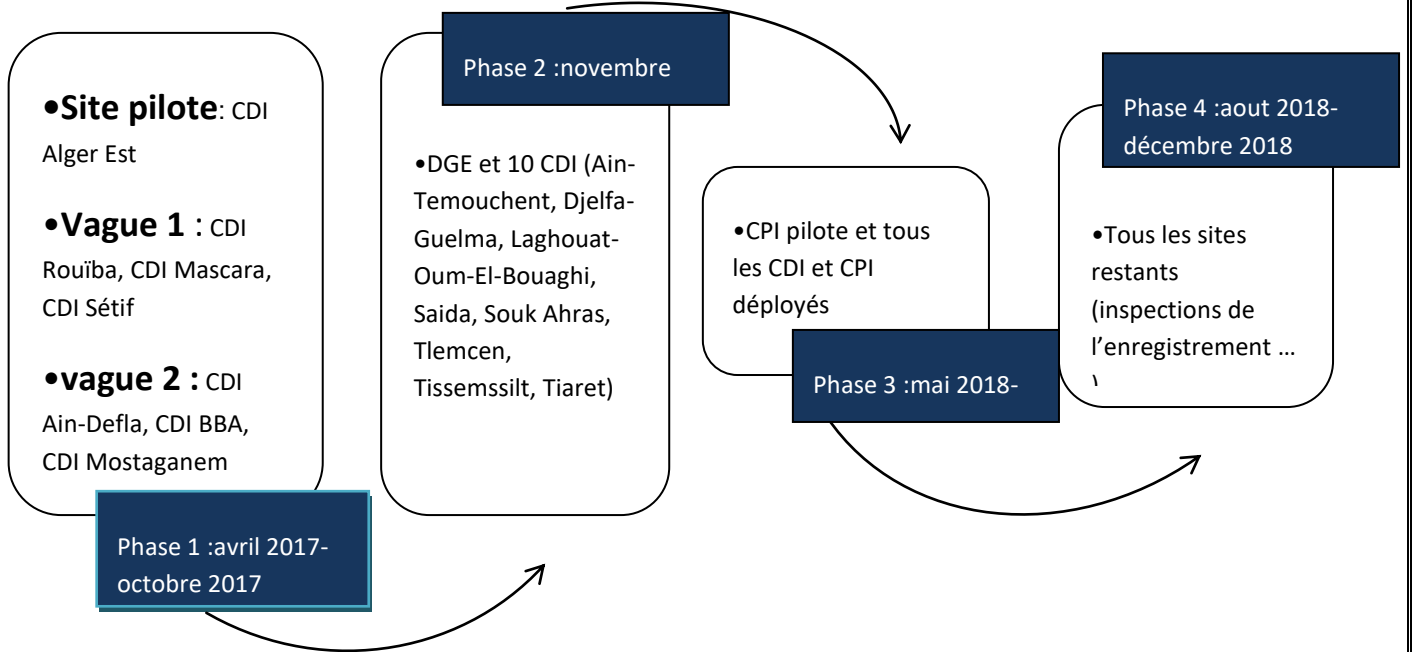 •Site pilote: CDI
Alger Est
•Vague 1 : CDI
Rouïba, CDI Mascara,
CDI Sétif
•vague 2 : CDI
Ain-Defla, CDI BBA,
CDI Mostaganem
Phase 1 :avril 2017-
octobre 2017
Phase 2 :novembre
•DGE et 10 CDI (Ain-
Temouchent, Djelfa-
Guelma, Laghouat-
Oum-El-Bouaghi,
Saida, Souk Ahras,
Tlemcen,
Tissemssilt, Tiaret)
•CPI pilote et tous
les CDI et CPI
déployés
Phase 3 :mai 2018-
Phase 4 :aout 2018-
décembre 2018
•Tous les sites
restants
(inspections de
l’enregistrement …
)